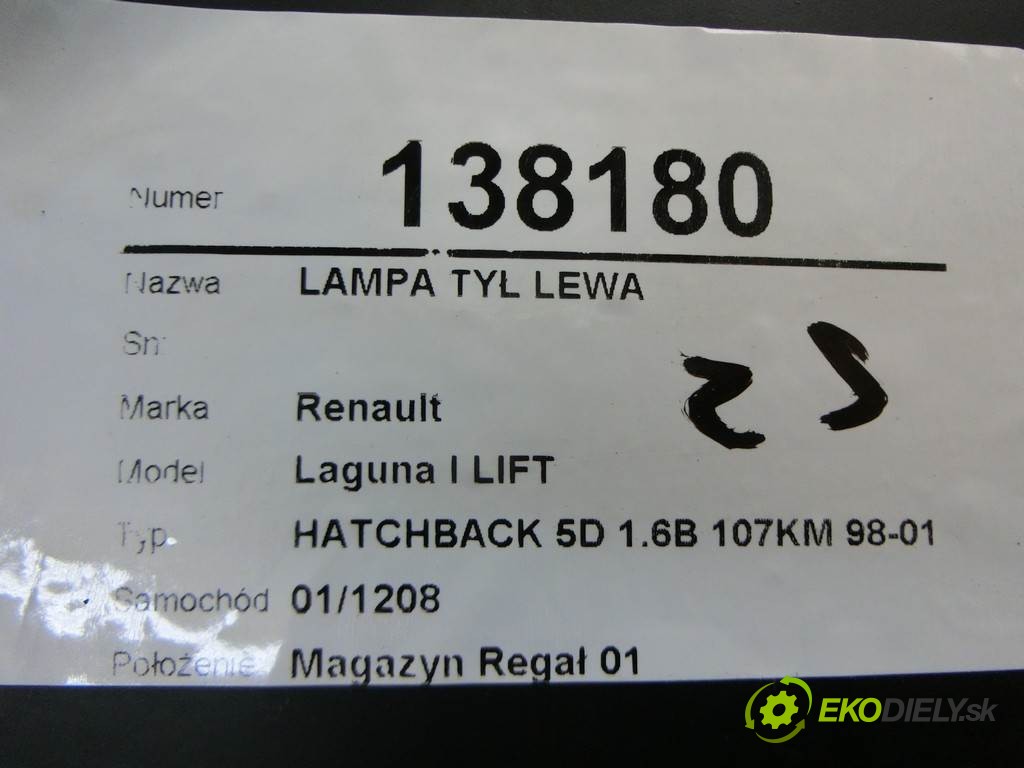 Numer 138180
Nazwa LAMPA TYŁ LEWA
Sn:
Marka Renault
Model Laguna I LIFT
Typ. HATCHBACK 5D 1.6B 107KM 98-01
Samochód 01/1208
Położenie Magazyn Regał 01
EKODIELY.sk